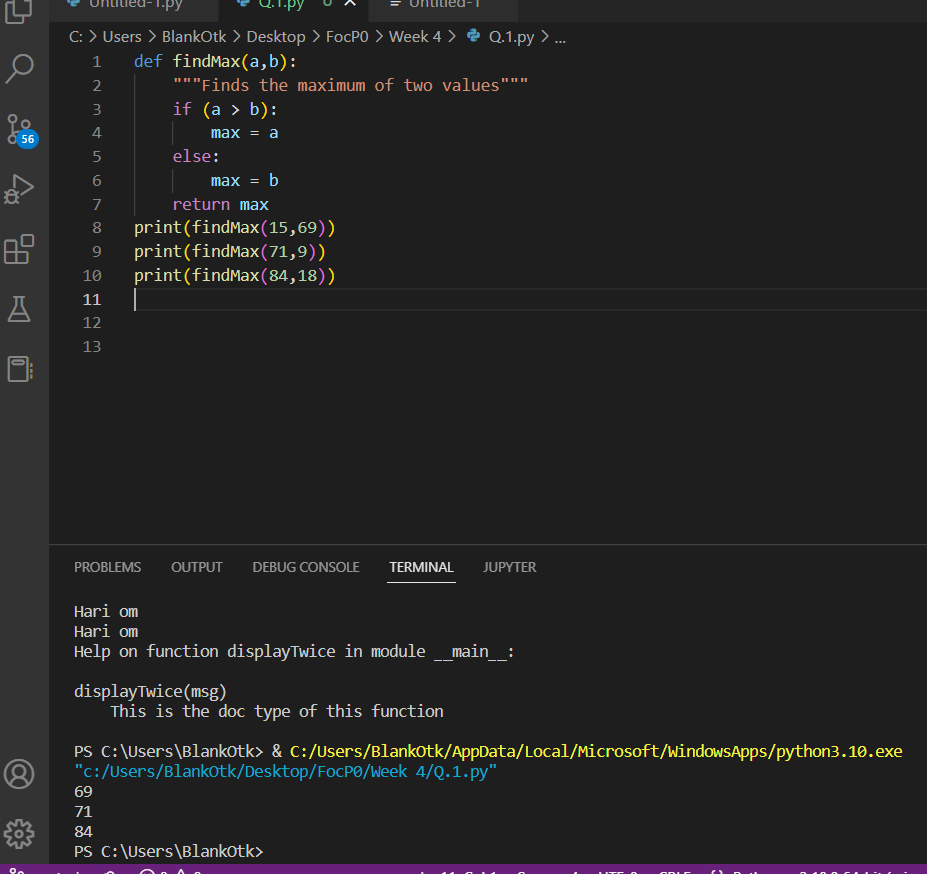 Untitled-1.py Q.1.py U Untitled-1
C: > Users > BlankOtk > Desktop > FocP0 > Week 4 > Q.1.py > ...
1 def findMax(a,b):
2 """Finds the maximum of two values"""
3 if (a > b):
4 max = a
5 else:
6 max = b
7 return max
8 print(findMax(15,69))
9 print(findMax(71,9))
10 print(findMax(84,18))
11
12
13
56
PROBLEMS OUTPUT DEBUG CONSOLE TERMINAL JUPYTER
Hari om
Hari om
Help on function displayTwice in module __main__:
displayTwice(msg)
This is the doc type of this function
PS C:\Users\BlankOtk> & C:/Users/BlankOtk/AppData/Local/Microsoft/WindowsApps/python3.10.exe
"c:/Users/BlankOtk/Desktop/FocP0/Week 4/Q.1.py"
69
71
84
PS C:\Users\BlankOtk>